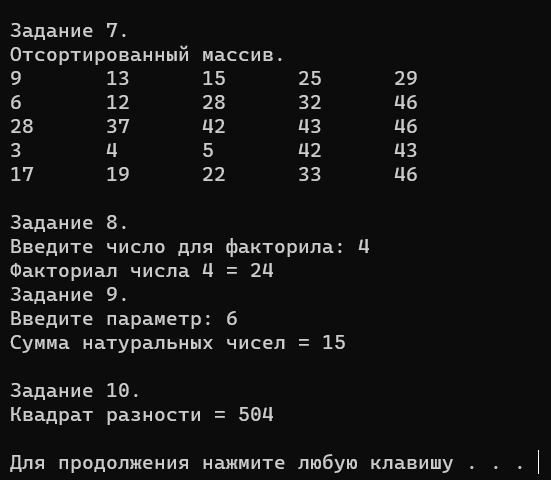 Задание 7.
Отсортированный массив.
9 13 15 25 29
6 12 28 32 46
28 37 42 43 46
3 4 5 42 43
17 19 22 33 46
Задание 8.
Введите число для факторила: 4
Факториал числа 4 = 24
Задание 9.
Введите параметр: 6
Сумма натуральных чисел = 15
Задание 10.
Квадрат разности = 504
Для продолжения нажмите любую клавишу . . .